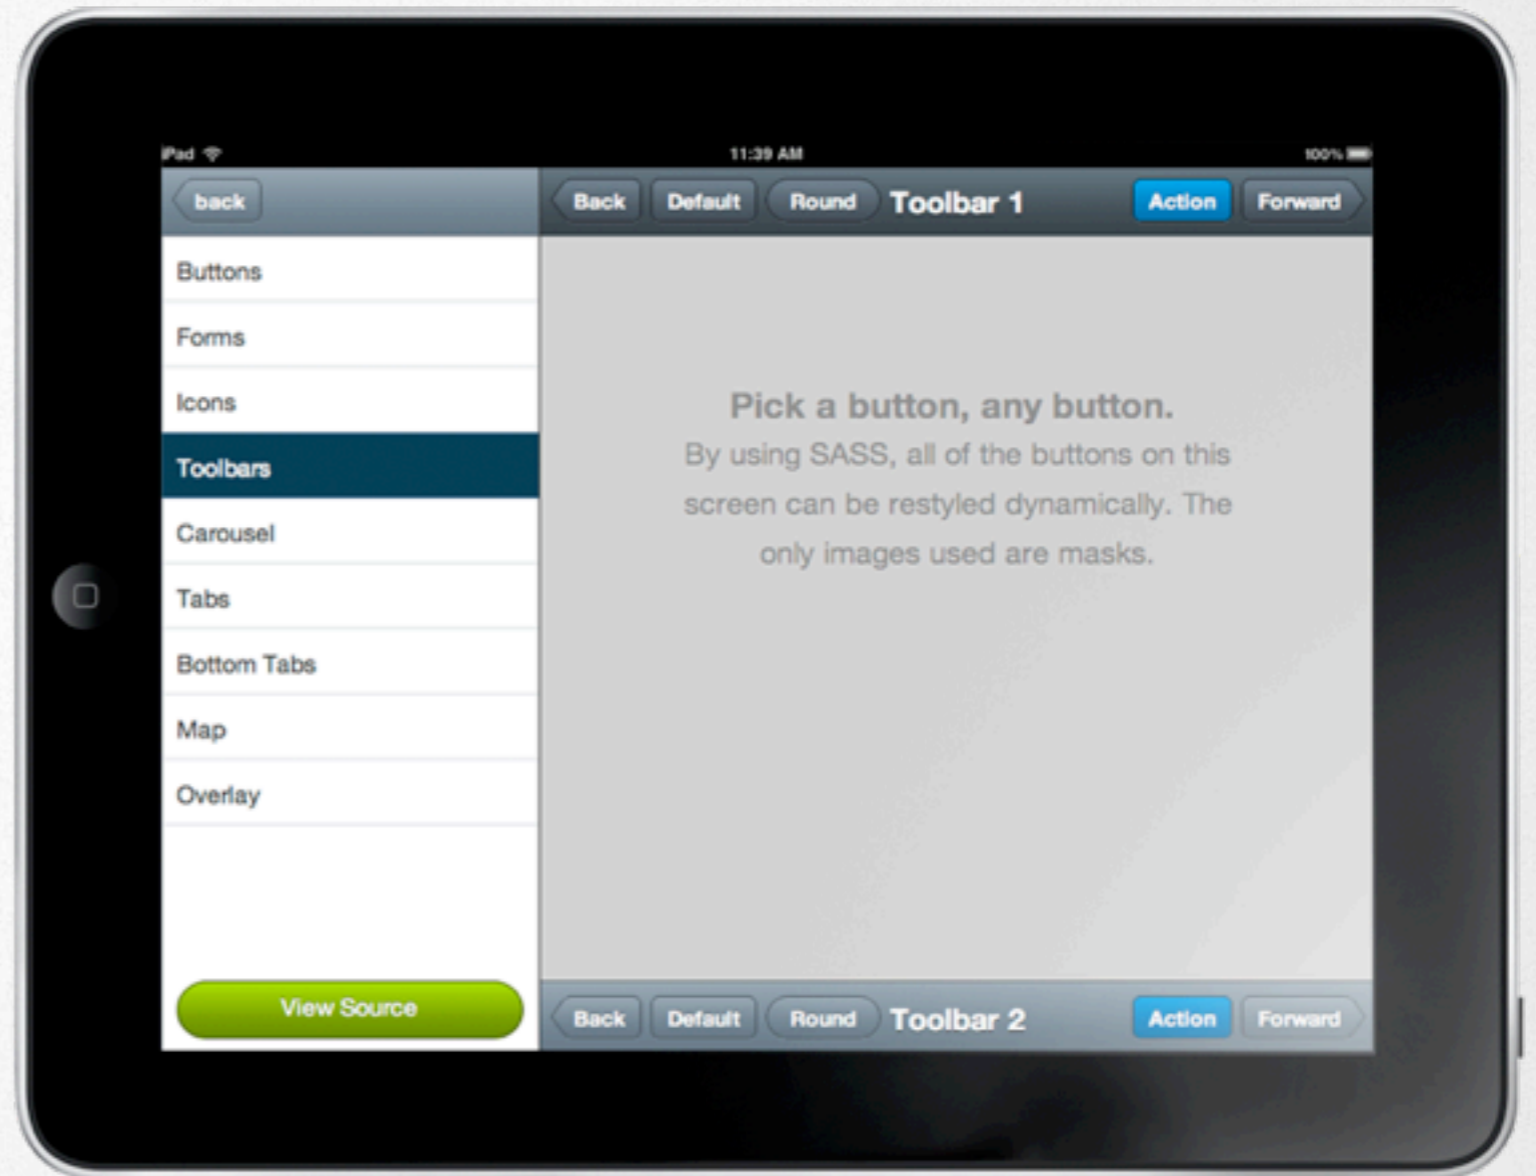 iPad
11:39 AM
100%
back
Back Default Round Toolbar 1 Action Forward
Buttons
Forms
Icons
Toolbars
Carousel
Tabs
Bottom Tabs
Map
Overlay
View Source
Pick a button, any button.
By using SASS, all of the buttons on this
screen can be restyled dynamically. The
only images used are masks.
Back Default Round Toolbar 2 Action Forward